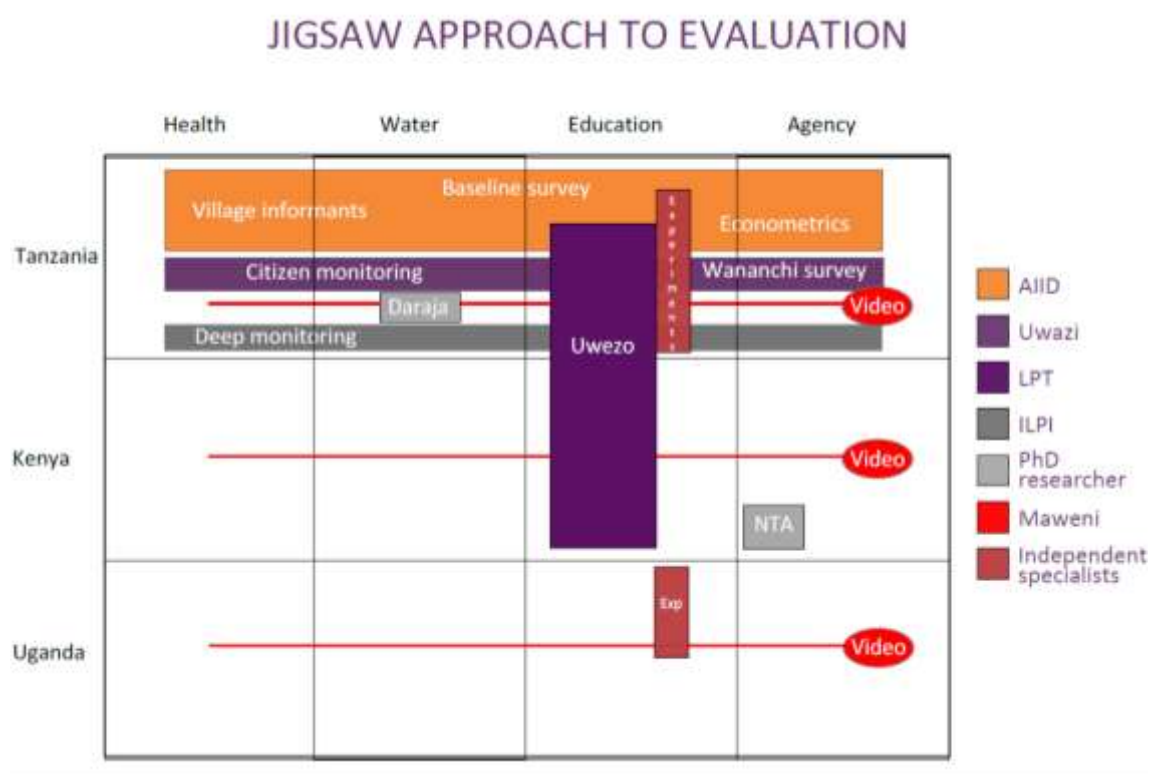 JIGSAW APPROACH TO EVALUATION
Health Water Education Agency
Tanzania
Baseline survey
Village informants
Econometrics
Experiments
Citizen monitoring
Wananchi survey
Daraja
Video
Deep monitoring
Uwezo
Kenya
Video
NTA
Uganda
Exp
Video
AIID
Uwazi
LPT
ILPI
PhD
researcher
Maweni
Independent
specialists